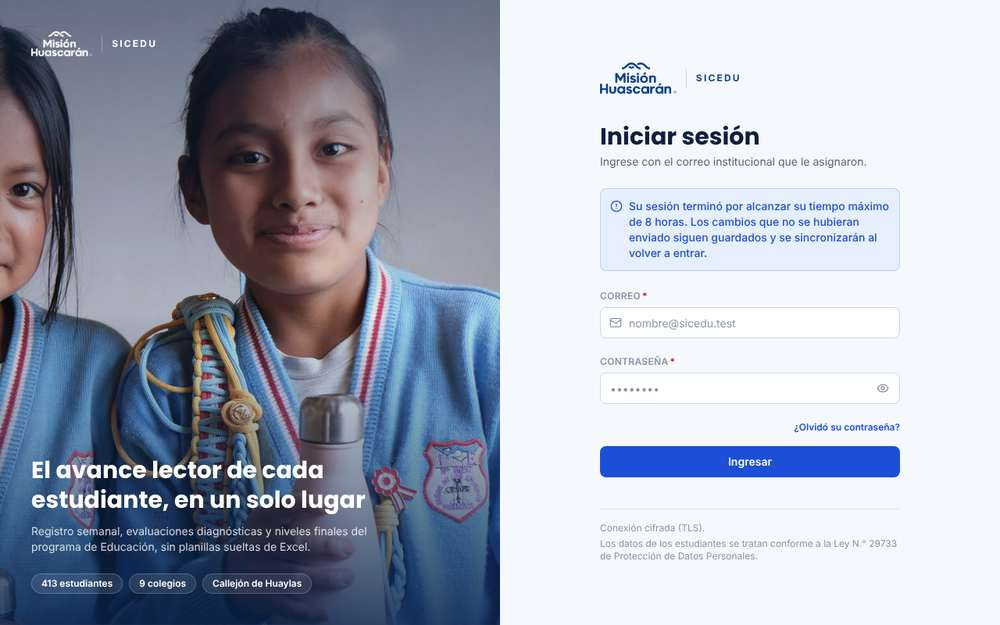 Misión
Huascarán
SICEDU
El avance lector de cada
estudiante, en un solo lugar
Registro semanal, evaluaciones diagnósticas y niveles finales del
programa de Educación, sin planillas sueltas de Excel.
413 estudiantes
9 colegios
Callejón de Huaylas
Misión
Huascarán
SICEDU
Iniciar sesión
Ingrese con el correo institucional que le asignaron.
Su sesión terminó por alcanzar su tiempo máximo
de 8 horas. Los cambios que no se hubieran
enviado siguen guardados y se sincronizarán al
volver a entrar.
CORREO *
nombre@sicedu.test
CONTRASEÑA *
••••••••
¿Olvidó su contraseña?
Ingresar
Conexión cifrada (TLS).
Los datos de los estudiantes se tratan conforme a la Ley N.° 29733
de Protección de Datos Personales.